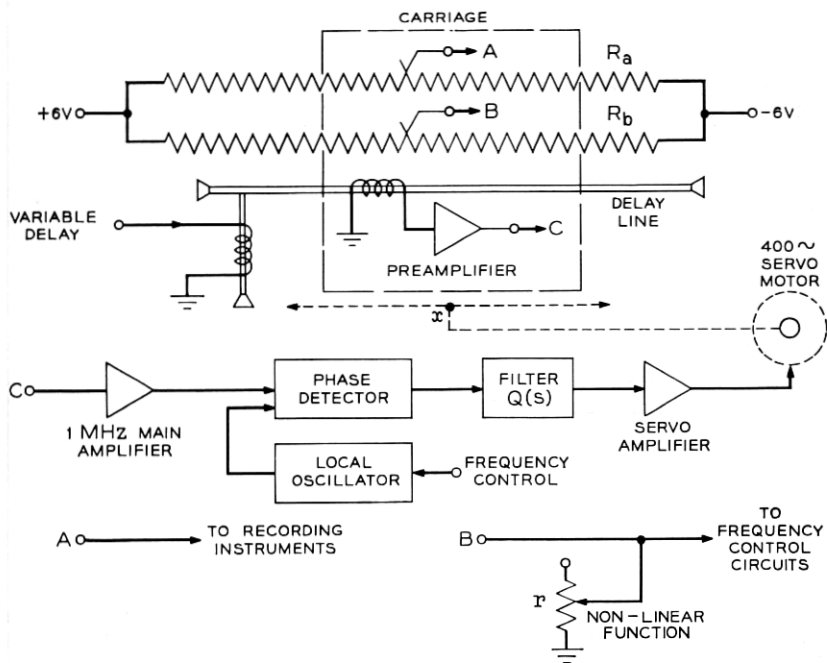 CARRIAGE
A
Ra
+6V
B
Rb
-6V
VARIABLE
DELAY
DELAY
LINE
C
PREAMPLIFIER
400~
SERVO
MOTOR
x
C
1 MHz MAIN
AMPLIFIER
PHASE
DETECTOR
FILTER
Q(s)
SERVO
AMPLIFIER
LOCAL
OSCILLATOR
FREQUENCY
CONTROL
A
TO RECORDING
INSTRUMENTS
B
TO
FREQUENCY
CONTROL
CIRCUITS
r
NON-LINEAR
FUNCTION